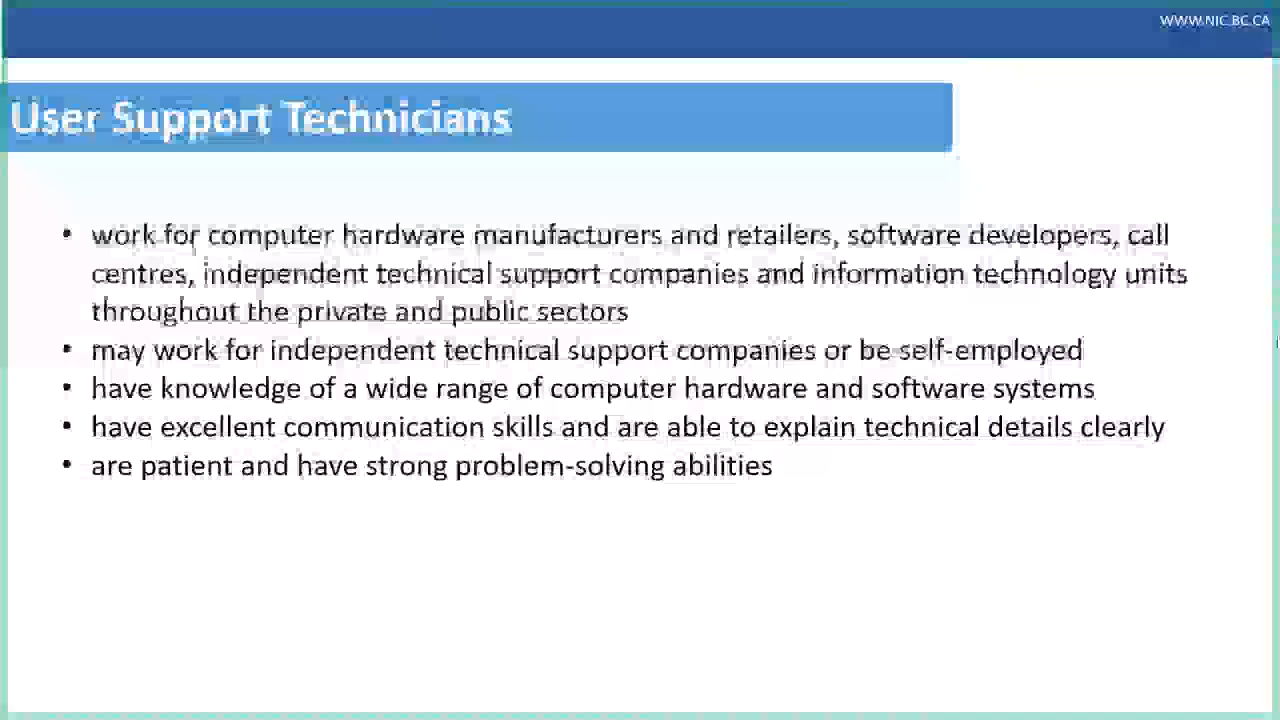 WWW.NIC.BC.CA
User Support Technicians
• work for computer hardware manufacturers and retailers, software developers, call
centres, independent technical support companies and information technology units
throughout the private and public sectors
• may work for independent technical support companies or be self-employed
• have knowledge of a wide range of computer hardware and software systems
• have excellent communication skills and are able to explain technical details clearly
• are patient and have strong problem-solving abilities